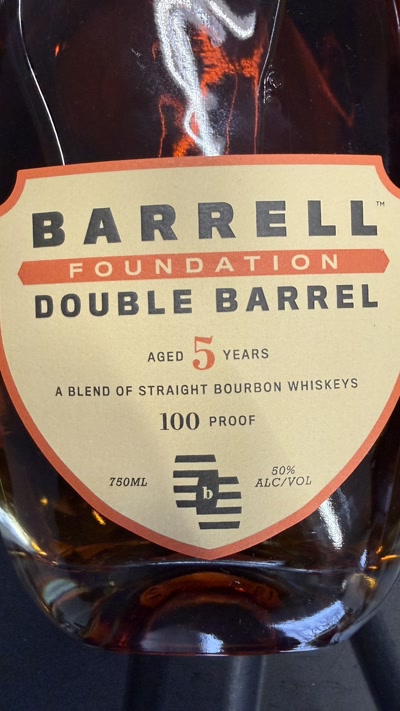 BARRELL™
FOUNDATION
DOUBLE BARREL
AGED 5 YEARS
A BLEND OF STRAIGHT BOURBON WHISKEYS
100 PROOF
750ML
b
50%
ALC/VOL